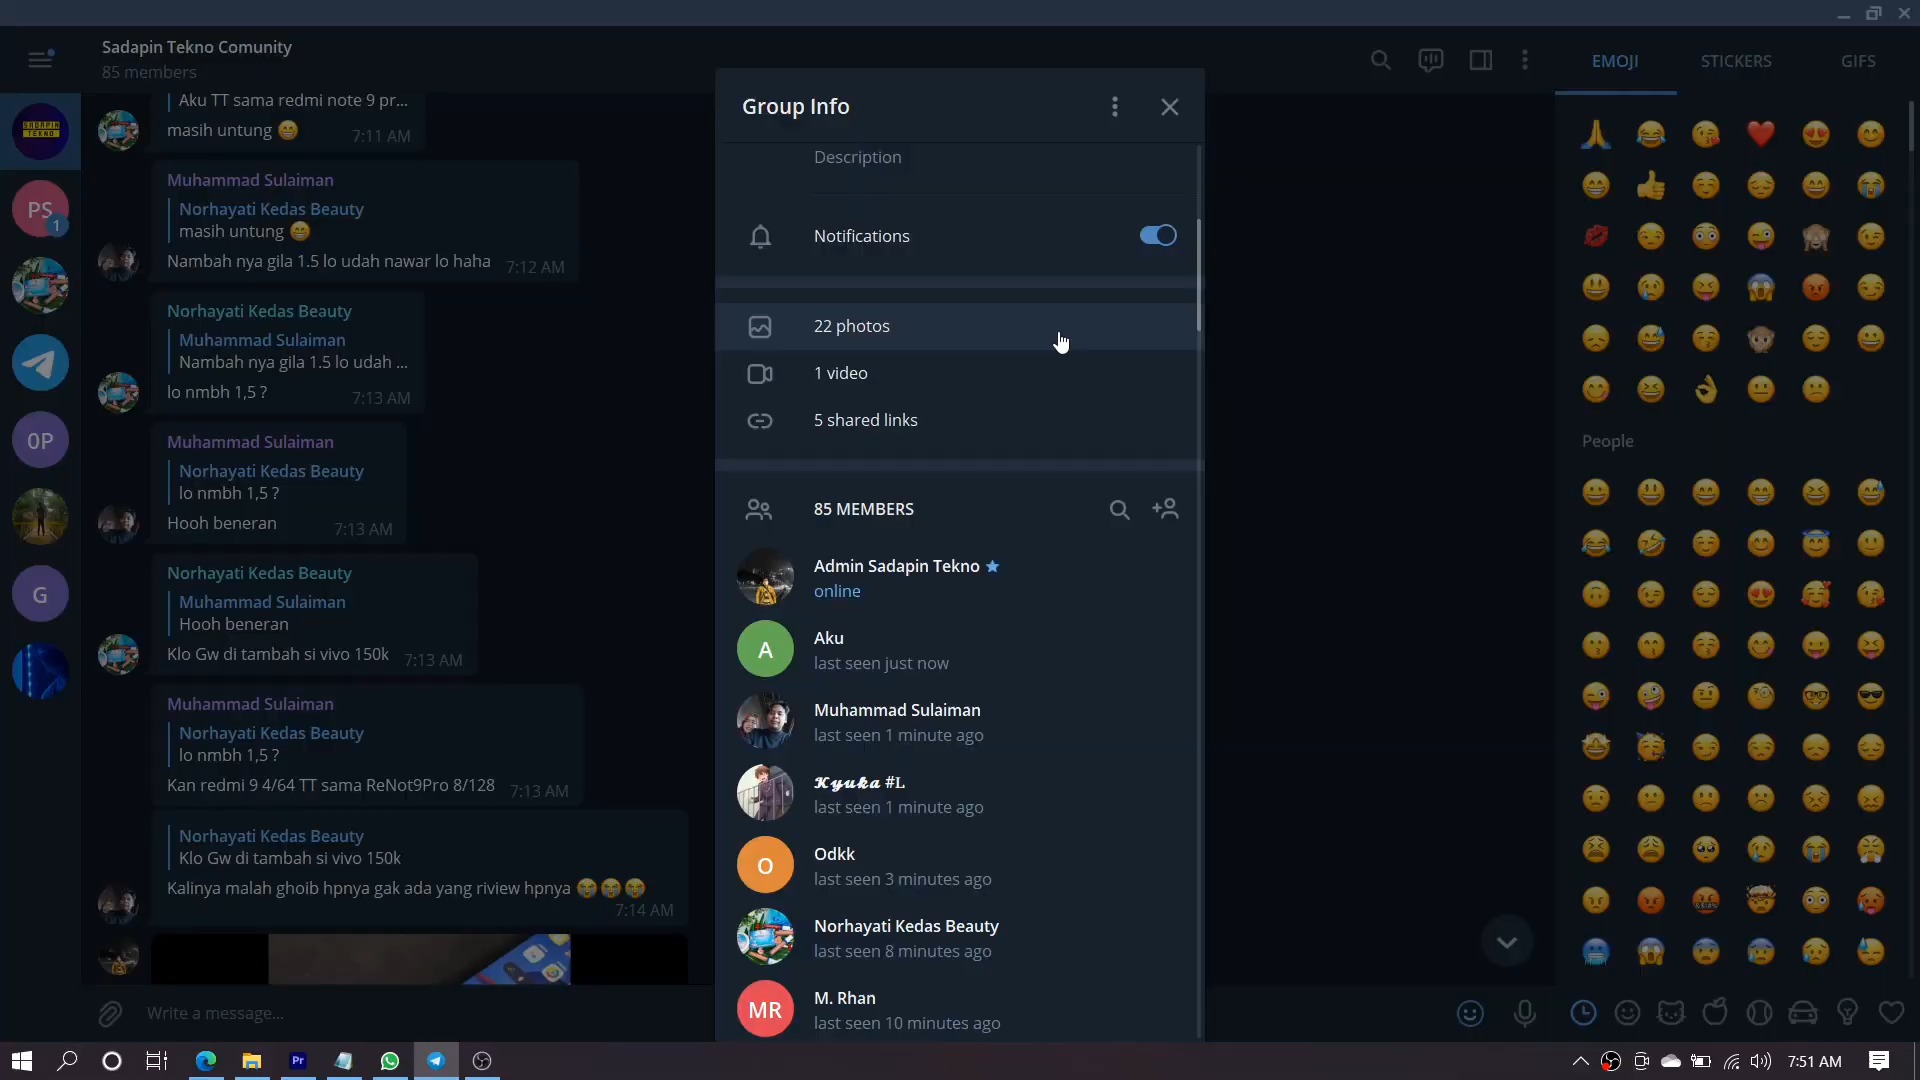 Sadapin Tekno Comunity
85 members
EMOJI
STICKERS
GIFS
SADAPIN
TEKNO
PS
1
0P
G
Aku TT sama redmi note 9 pr...
masih untung 😁
7:11 AM
Muhammad Sulaiman
Norhayati Kedas Beauty
masih untung 😁
Nambah nya gila 1.5 lo udah nawar lo haha
7:12 AM
Norhayati Kedas Beauty
Muhammad Sulaiman
Nambah nya gila 1.5 lo udah ...
lo nmbh 1,5 ?
7:13 AM
Muhammad Sulaiman
Norhayati Kedas Beauty
lo nmbh 1,5 ?
Hooh beneran
7:13 AM
Norhayati Kedas Beauty
Muhammad Sulaiman
Hooh beneran
Klo Gw di tambah si vivo 150k
7:13 AM
Muhammad Sulaiman
Norhayati Kedas Beauty
lo nmbh 1,5 ?
Kan redmi 9 4/64 TT sama ReNot9Pro 8/128
7:13 AM
Norhayati Kedas Beauty
Klo Gw di tambah si vivo 150k
Kalinya malah ghoib hpnya gak ada yang riview hpnya 😭😭😭
7:14 AM
Write a message...
Group Info
Description
Notifications
22 photos
1 video
5 shared links
85 MEMBERS
Admin Sadapin Tekno
online
A
Aku
last seen just now
Muhammad Sulaiman
last seen 1 minute ago
𝓚𝔂𝓾𝓴𝓪 #L
last seen 1 minute ago
O
Odkk
last seen 3 minutes ago
Norhayati Kedas Beauty
last seen 8 minutes ago
MR
M. Rhan
last seen 10 minutes ago
People
Pr
7:51 AM